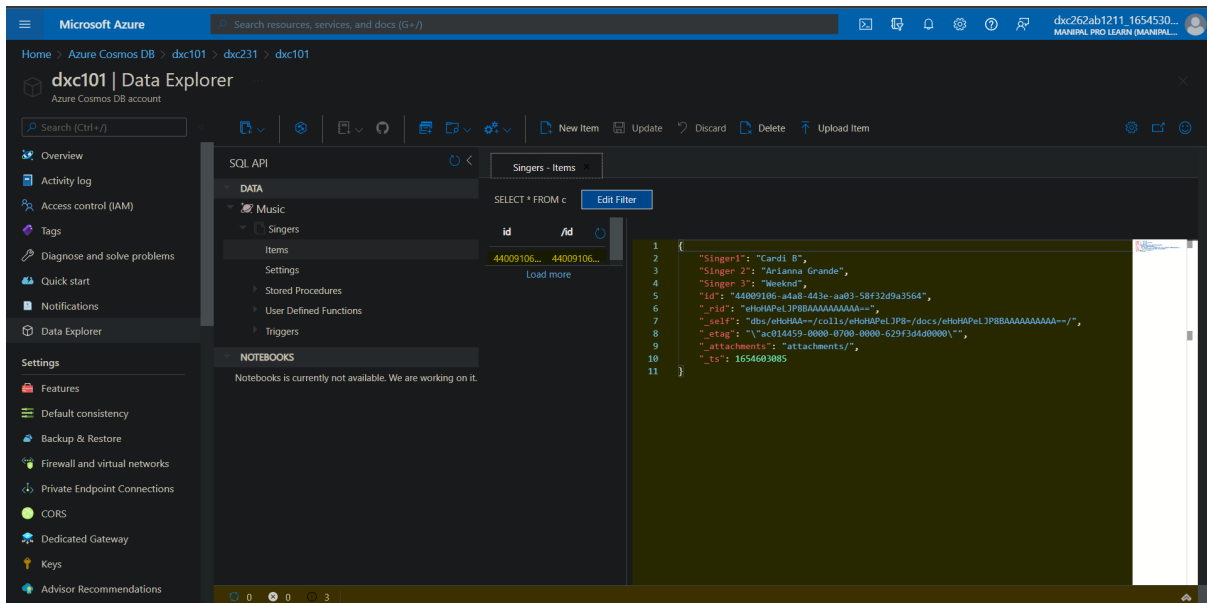 Microsoft Azure
Search resources, services, and docs (G+/)
dxc262ab1211_1654530...
MANIPAL PRO LEARN (MANIPAL...
Home > Azure Cosmos DB > dxc101 > dxc231 > dxc101
dxc101 | Data Explorer
Azure Cosmos DB account
Search (Ctrl+/)
New Item
Update
Discard
Delete
Upload Item
Overview
Activity log
Access control (IAM)
Tags
Diagnose and solve problems
Quick start
Notifications
Data Explorer
Settings
Features
Default consistency
Backup & Restore
Firewall and virtual networks
Private Endpoint Connections
CORS
Dedicated Gateway
Keys
Advisor Recommendations
SQL API
DATA
Music
Singers
Items
Settings
Stored Procedures
User Defined Functions
Triggers
NOTEBOOKS
Notebooks is currently not available. We are working on it.
Singers - Items
SELECT * FROM c
Edit Filter
id /id
44009106... 44009106...
Load more
1 {
2 "Singer1": "Cardi B",
3 "Singer 2": "Arianna Grande",
4 "Singer 3": "Weeknd",
5 "id": "44009106-a4a8-443e-aa03-58f32d9a3564",
6 "_rid": "eHoHAPeLJP8BAAAAAAAAAA==",
7 "_self": "dbs/eHoHAA==/colls/eHoHAPeLJP8=/docs/eHoHAPeLJP8BAAAAAAAAAA==/",
8 "_etag": "\"ac014459-0000-0700-0000-629f3d4d0000\"",
9 "_attachments": "attachments/",
10 "_ts": 1654603085
11 }
0 0 3